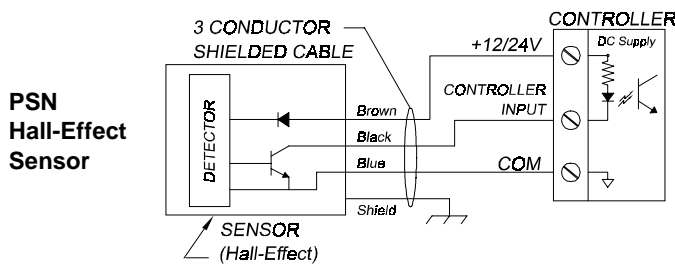 PSN
Hall-Effect
Sensor
3 CONDUCTOR
SHIELDED CABLE
DETECTOR
Brown
Black
Blue
Shield
SENSOR
(Hall-Effect)
+12/24V
CONTROLLER
INPUT
COM
CONTROLLER
DC Supply